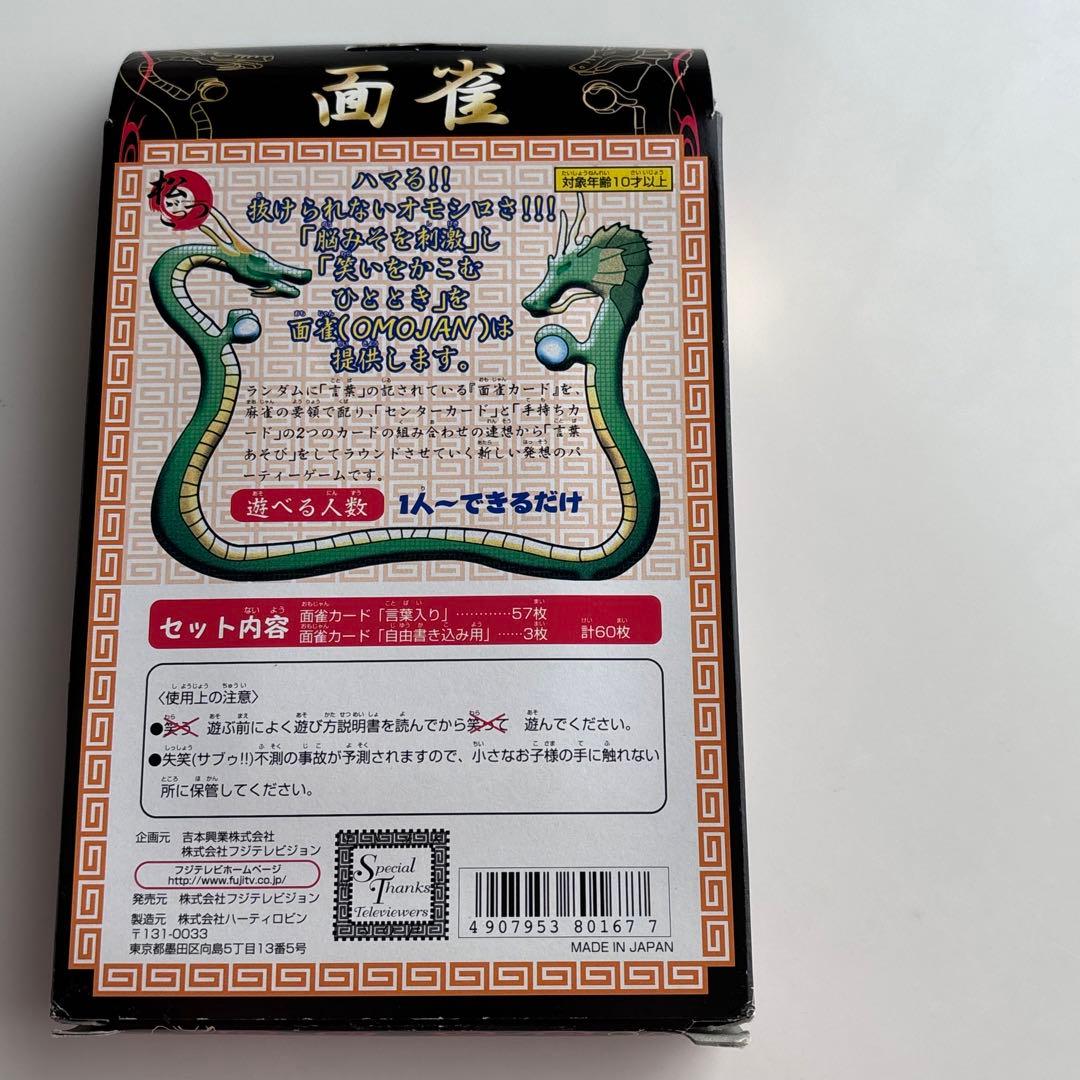 面雀
松ごっつ
対象年齢10才以上
ハマる!!
抜けられないオモシロさ!!!
「脳みそを刺激」し
「笑いをかこむ
ひととき」を
面雀(OMOJAN)は
提供します。
ランダムに「言葉」の記されている『面雀カード』を、
麻雀の要領で配り、「センターカード」と「手持ちカ
ード」の2つのカードの組み合わせの連想から「言葉
あそび」をしてラウンドさせていく新しい発想のパ
ーティーゲームです。
遊べる人数 1人～できるだけ
セット内容
面雀カード「言葉入り」…………57枚
面雀カード「自由書き込み用」……3枚 計60枚
〈使用上の注意〉
●笑って 遊ぶ前によく遊び方説明書を読んでから笑って 遊んでください。
●失笑(サブゥ!!)不測の事故が予測されますので、小さなお子様の手に触れない
所に保管してください。
企画元 吉本興業株式会社
株式会社フジテレビジョン
フジテレビホームページ
http://www.fujitv.co.jp/
発売元 株式会社フジテレビジョン
製造元 株式会社ハーティロビン
〒131-0033
東京都墨田区向島5丁目13番5号
Special
Thanks
Televiewers
4 907953 801677
MADE IN JAPAN